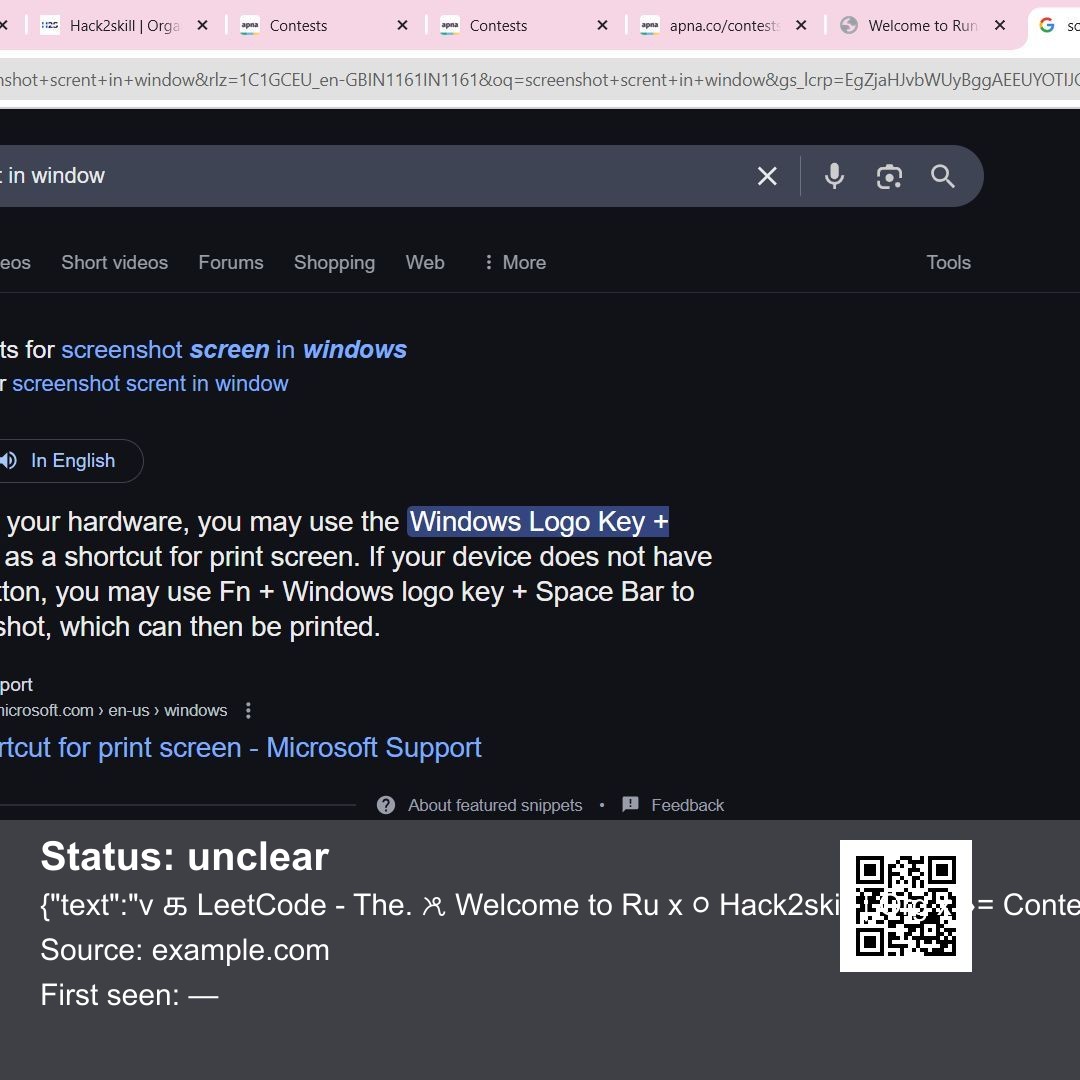 Hack2skill | Orga
apna Contests
apna Contests
apna apna.co/contests
Welcome to Run
nshot+scrent+in+window&rlz=1C1GCEU_en-GBIN1161IN1161&oq=screenshot+scrent+in+window&gs_lcrp=EgZjaHJvbWUyBggAEEUYOTIJC
t in window
eos Short videos Forums Shopping Web More Tools
ts for screenshot screen in windows
r screenshot scrent in window
In English
your hardware, you may use the Windows Logo Key +
as a shortcut for print screen. If your device does not have
tton, you may use Fn + Windows logo key + Space Bar to
shot, which can then be printed.
port
microsoft.com › en-us › windows
rtcut for print screen - Microsoft Support
About featured snippets • Feedback
Status: unclear
{"text":"v க LeetCode - The. Welcome to Ru x O Hack2ski = Conte
Source: example.com
First seen: —